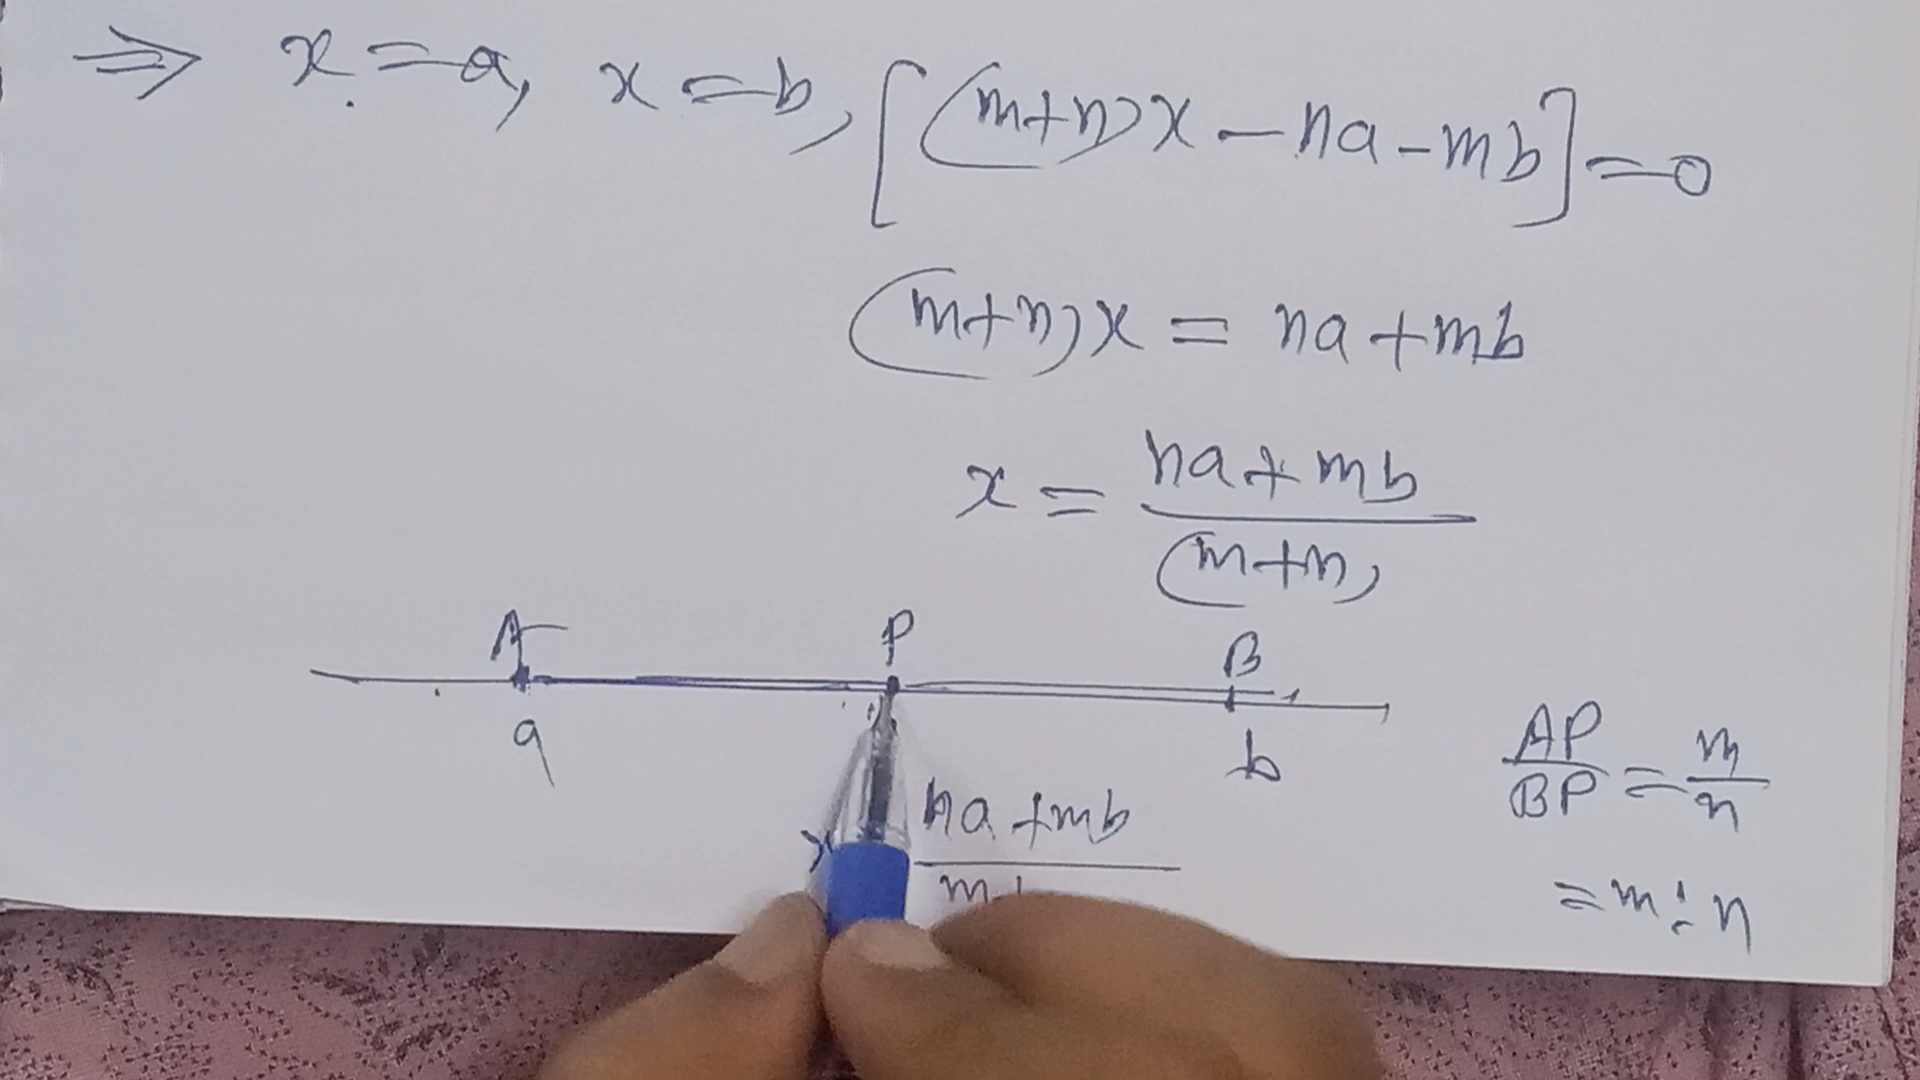 ⇒ x = a, x = b, [(m+n)x - na - mb] = 0
(m+n)x = na + mb
x = na + mb
(m+n)
A P B
a b
AP/BP = m/n
x na + mb
m+
= m : n